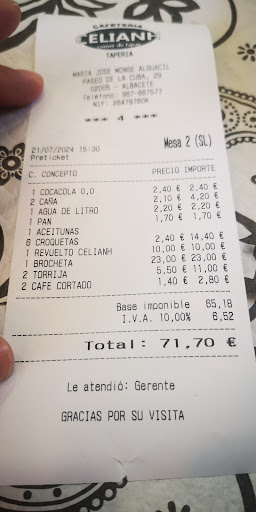 CAFETERIA
CELIANH
TAPERIA
MARIA JOSE MONGE ALGUACIL
PASEO DE LA CUBA, 29
02005 - ALBACETE
Teléfono: 967-667577
NIF: 26479760K
*** 4 ***
21/07/2024 15:30 Mesa 2 (SL)
Preticket
C. CONCEPTO PRECIO IMPORTE
1 COCACOLA 0,0 2,40 € 2,40 €
2 CAÑA 2,10 € 4,20 €
1 AGUA DE LITRO 2,20 € 2,20 €
1 PAN 1,70 € 1,70 €
1 ACEITUNAS
6 CROQUETAS 2,40 € 14,40 €
1 REVUELTO CELIANH 10,00 € 10,00 €
1 BROCHETA 23,00 € 23,00 €
2 TORRIJA 5,50 € 11,00 €
2 CAFE CORTADO 1,40 € 2,80 €
Base imponible 65,18
I.V.A. 10,00% 6,52
Total: 71,70 €
Le atendió: Gerente
GRACIAS POR SU VISITA